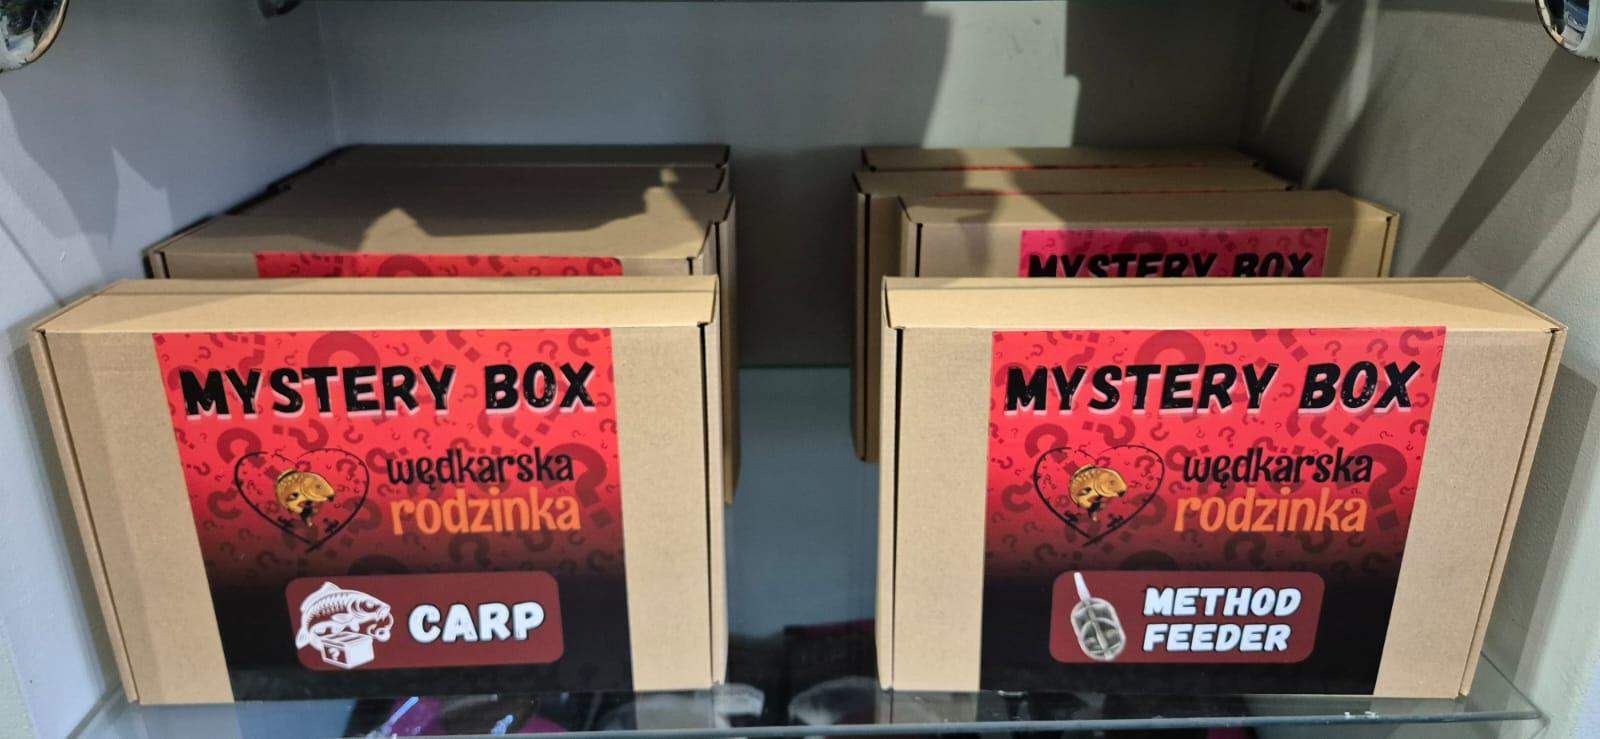 MYSTERY BOX
MYSTERY BOX
wędkarska
rodzinka
CARP
MYSTERY BOX
wędkarska
rodzinka
METHOD
FEEDER